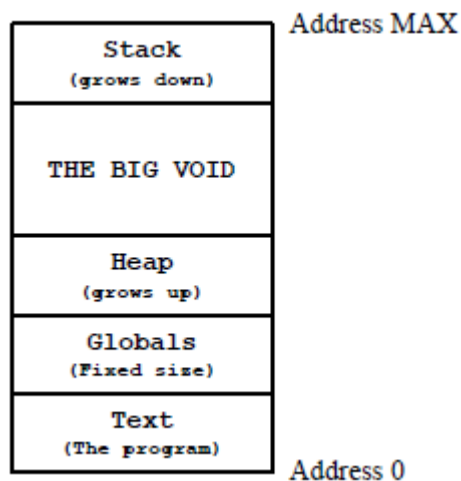 Address MAX
Stack
(grows down)
THE BIG VOID
Heap
(grows up)
Globals
(Fixed size)
Text
(The program)
Address 0